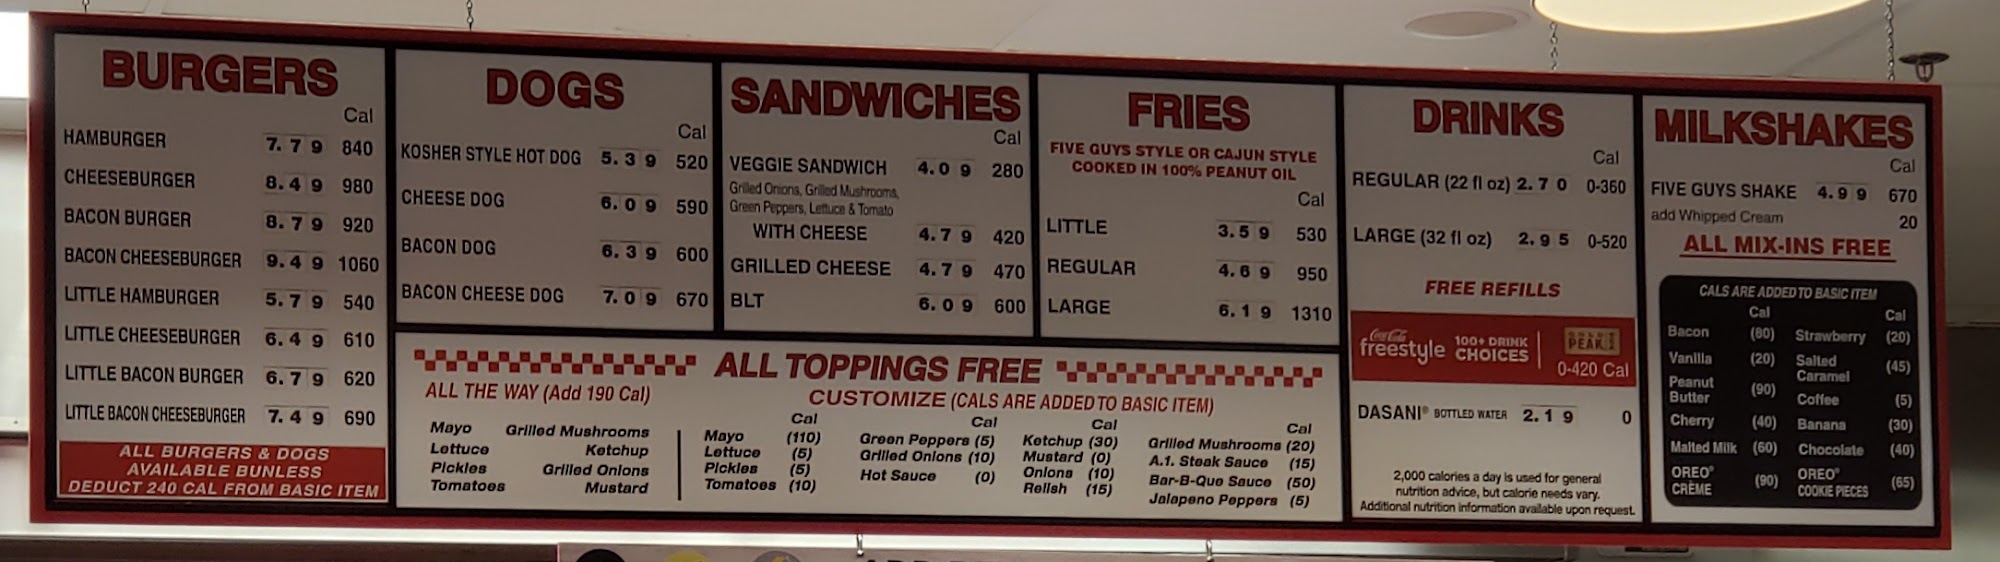 BURGERS
Cal
HAMBURGER 7.79 840
CHEESEBURGER 8.49 980
BACON BURGER 8.79 920
BACON CHEESEBURGER 9.49 1060
LITTLE HAMBURGER 5.79 540
LITTLE CHEESEBURGER 6.49 610
LITTLE BACON BURGER 6.79 620
LITTLE BACON CHEESEBURGER 7.49 690
ALL BURGERS & DOGS
AVAILABLE BUNLESS
DEDUCT 240 CAL FROM BASIC ITEM
DOGS
Cal
KOSHER STYLE HOT DOG 5.39 520
CHEESE DOG 6.09 590
BACON DOG 6.39 600
BACON CHEESE DOG 7.09 670
SANDWICHES
Cal
VEGGIE SANDWICH 4.09 280
Grilled Onions, Grilled Mushrooms,
Green Peppers, Lettuce & Tomato
WITH CHEESE 4.79 420
GRILLED CHEESE 4.79 470
BLT 6.09 600
FRIES
FIVE GUYS STYLE OR CAJUN STYLE
COOKED IN 100% PEANUT OIL
Cal
LITTLE 3.59 530
REGULAR 4.69 950
LARGE 6.19 1310
ALL TOPPINGS FREE
ALL THE WAY (Add 190 Cal)
Mayo Grilled Mushrooms
Lettuce Ketchup
Pickles Grilled Onions
Tomatoes Mustard
CUSTOMIZE (CALS ARE ADDED TO BASIC ITEM)
Cal Cal Cal Cal
Mayo (110) Green Peppers (5) Ketchup (30) Grilled Mushrooms (20)
Lettuce (5) Grilled Onions (10) Mustard (0) A.1. Steak Sauce (15)
Pickles (5) Hot Sauce (0) Onions (10) Bar-B-Que Sauce (50)
Tomatoes (10) Relish (15) Jalapeno Peppers (5)
DRINKS
Cal
REGULAR (22 fl oz) 2.70 0-360
LARGE (32 fl oz) 2.95 0-520
FREE REFILLS
Coca-Cola
freestyle
100+ DRINK
CHOICES
GOLD
PEAK
0-420 Cal
DASANI® BOTTLED WATER 2.19 0
2,000 calories a day is used for general
nutrition advice, but calorie needs vary.
Additional nutrition information available upon request.
MILKSHAKES
Cal
FIVE GUYS SHAKE 4.99 670
add Whipped Cream 20
ALL MIX-INS FREE
CALS ARE ADDED TO BASIC ITEM
Cal Cal
Bacon (80) Strawberry (20)
Vanilla (20) Salted
Caramel (45)
Peanut
Butter (90) Coffee (5)
Cherry (40) Banana (30)
Malted Milk (60) Chocolate (40)
OREO®
CRÈME (90) OREO®
COOKIE PIECES (65)